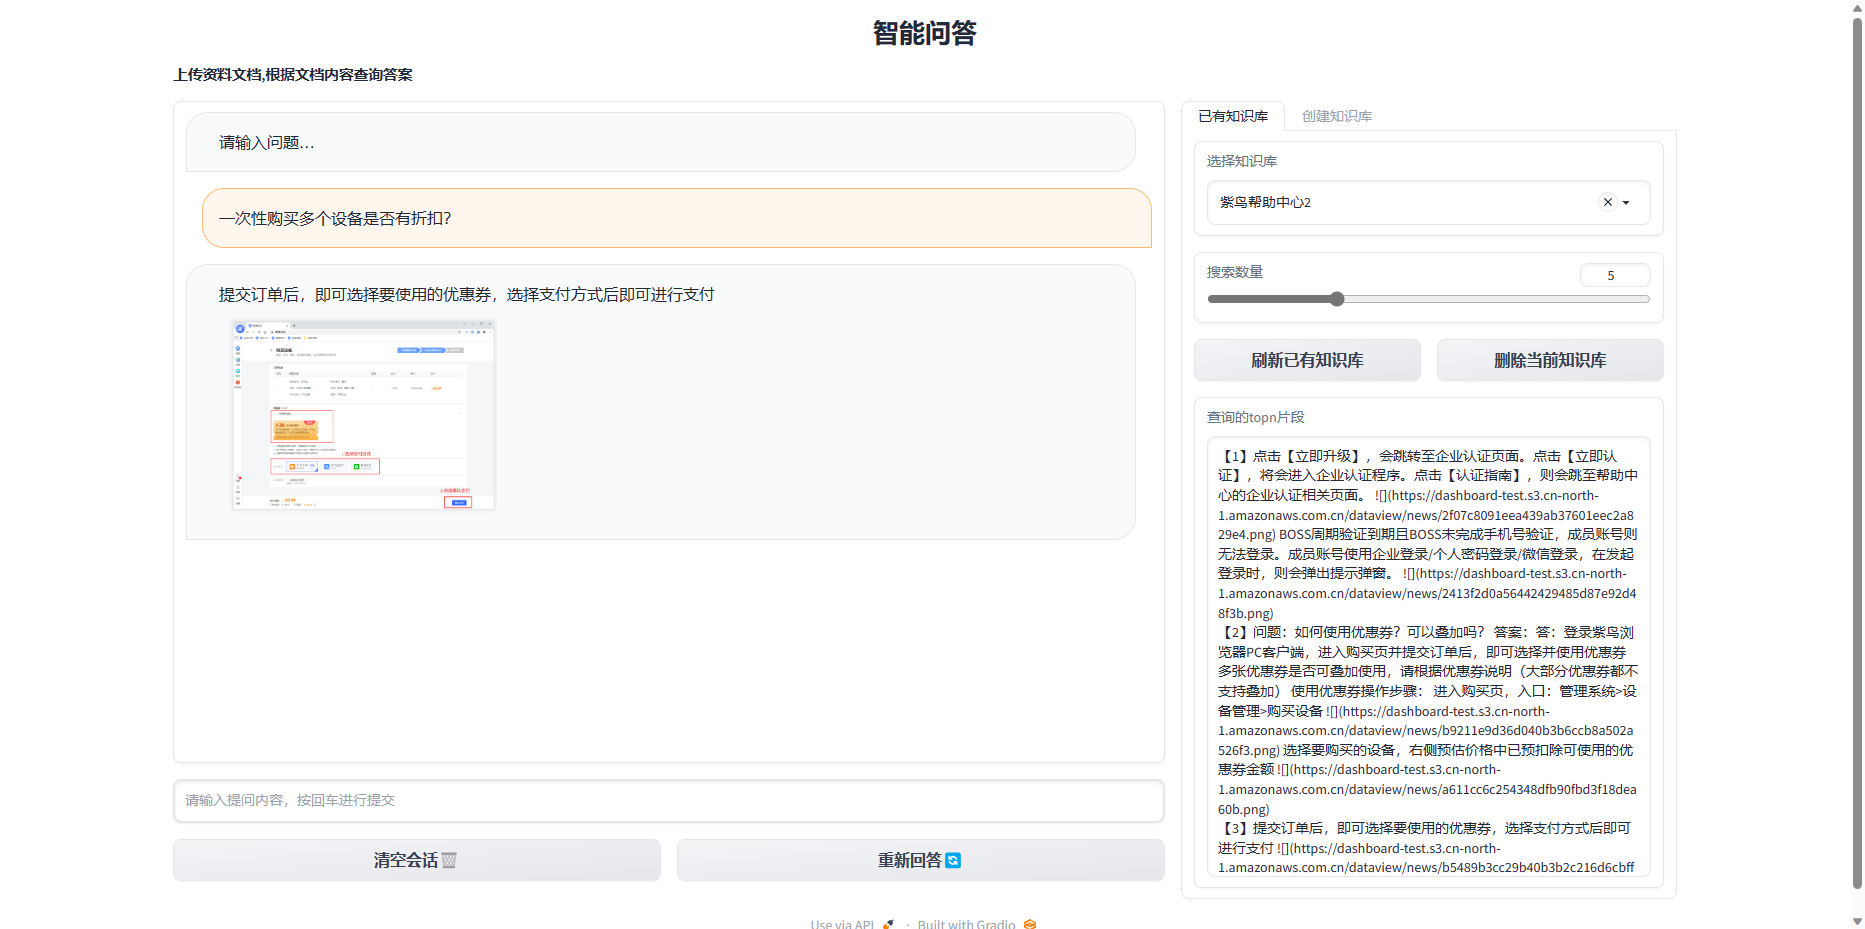 智能问答
上传资料文档,根据文档内容查询答案
请输入问题...
一次性购买多个设备是否有折扣？
提交订单后，即可选择要使用的优惠券，选择支付方式后即可进行支付
请输入提问内容，按回车进行提交
清空会话🗑️
重新回答🔄
已有知识库
创建知识库
选择知识库
紫鸟帮助中心2
搜索数量
5
刷新已有知识库
删除当前知识库
查询的topn片段
【1】点击【立即升级】，会跳转至企业认证页面。点击【立即认
证】，将会进入企业认证程序。点击【认证指南】，则会跳至帮助中
心的企业认证相关页面。 ![](https://dashboard-test.s3.cn-north-
1.amazonaws.com.cn/dataview/news/2f07c8091eea439ab37601eec2a8
29e4.png) BOSS周期验证到期且BOSS未完成手机号验证，成员账号则
无法登录。成员账号使用企业登录/个人密码登录/微信登录，在发起
登录时，则会弹出提示弹窗。 ![](https://dashboard-test.s3.cn-north-
1.amazonaws.com.cn/dataview/news/2413f2d0a56442429485d87e92d4
8f3b.png)
【2】问题：如何使用优惠券？可以叠加吗？ 答案：答：登录紫鸟浏
览器PC客户端，进入购买页并提交订单后，即可选择并使用优惠券
多张优惠券是否可叠加使用，请根据优惠券说明（大部分优惠券都不
支持叠加） 使用优惠券操作步骤： 进入购买页，入口：管理系统>设
备管理>购买设备 ![](https://dashboard-test.s3.cn-north-
1.amazonaws.com.cn/dataview/news/b9211e9d36d040b3b6ccb8a502a
526f3.png) 选择要购买的设备，右侧预估价格中已预扣除可使用的优
惠券金额 ![](https://dashboard-test.s3.cn-north-
1.amazonaws.com.cn/dataview/news/a611cc6c254348dfb90fbd3f18dea
60b.png)
【3】提交订单后，即可选择要使用的优惠券，选择支付方式后即可
进行支付 ![](https://dashboard-test.s3.cn-north-
1.amazonaws.com.cn/dataview/news/b5489b3cc29b40b3b2c216d6cbff
Use via API 🚀 · Built with Gradio